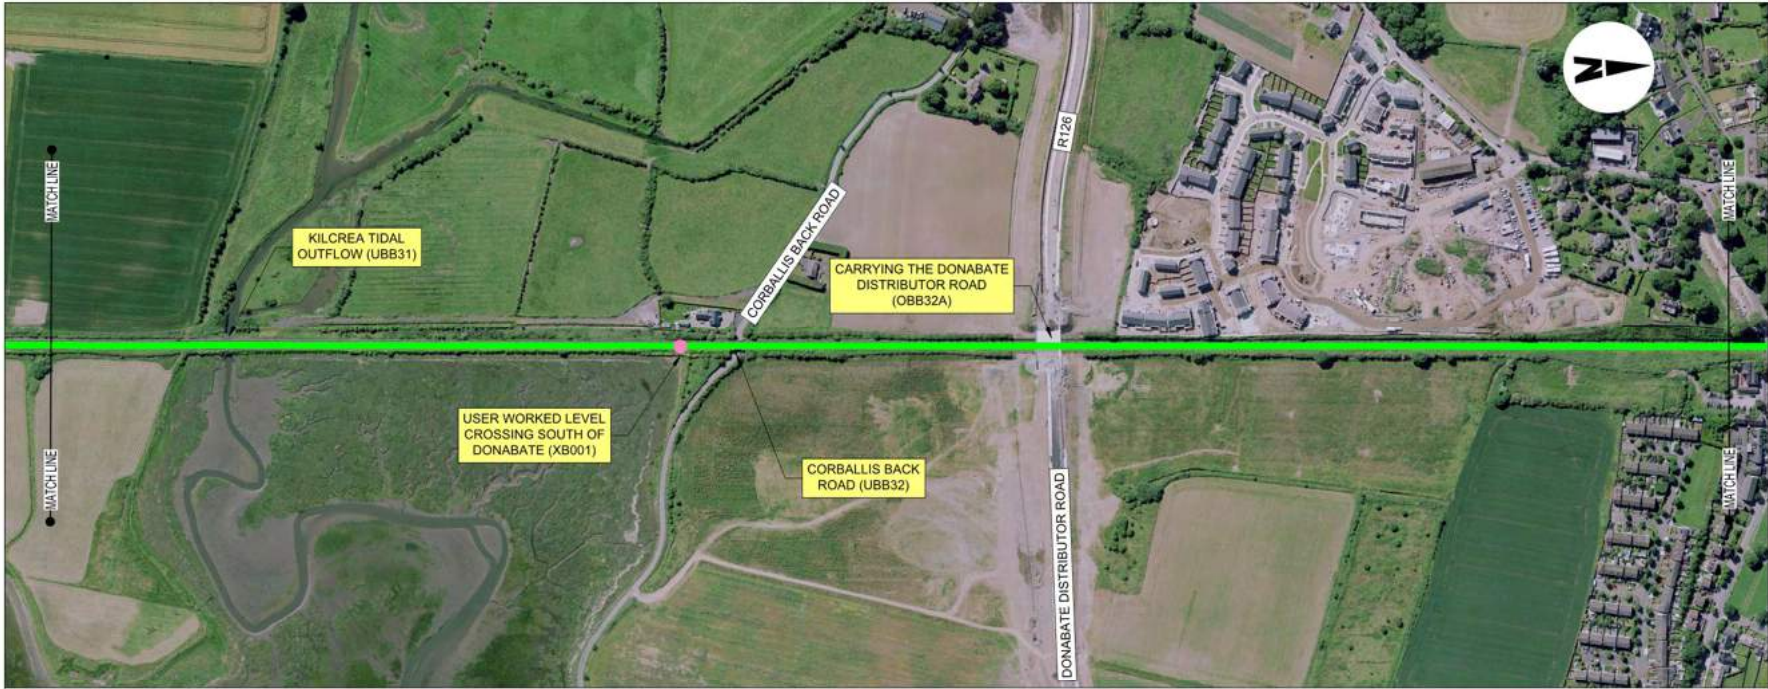 N
R126
MATCH LINE
MATCH LINE
KILCREA TIDAL
OUTFLOW (UBB31)
CORBALLIS BACK ROAD
CARRYING THE DONABATE
DISTRIBUTOR ROAD
(OBB32A)
USER WORKED LEVEL
CROSSING SOUTH OF
DONABATE (XB001)
CORBALLIS BACK
ROAD (UBB32)
MATCH LINE
MATCH LINE
DONABATE DISTRIBUTOR ROAD